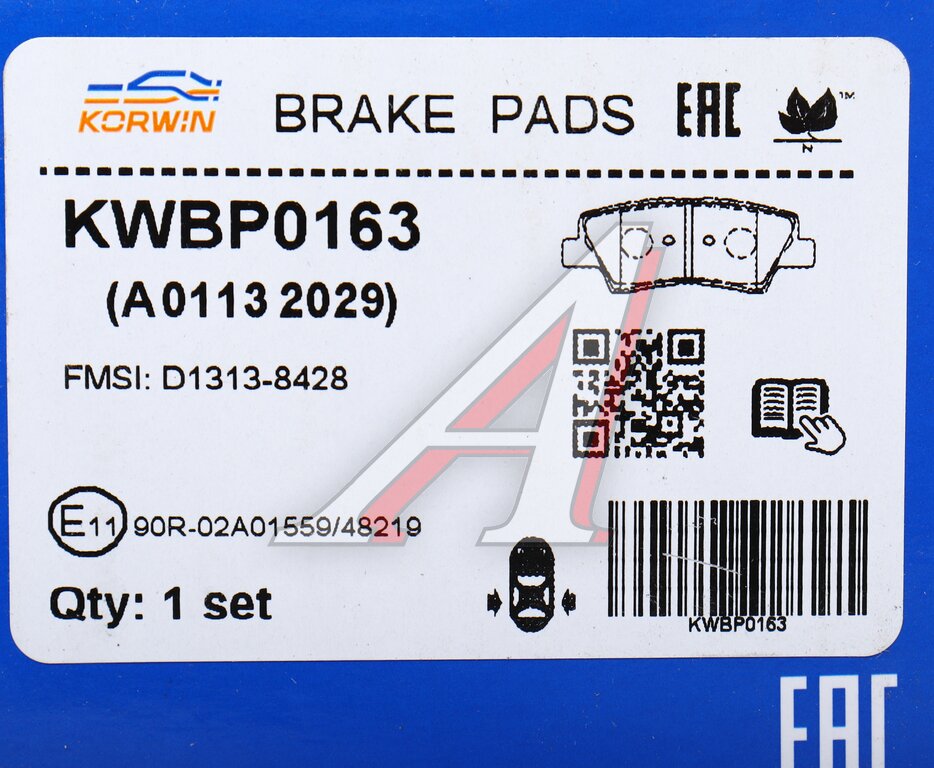 KORWIN
BRAKE PADS
EAC
TM
N
KWBP0163
(A0113 2029)
FMSI: D1313-8428
E11 90R-02A01559/48219
Qty: 1 set
KWBP0163
EAC